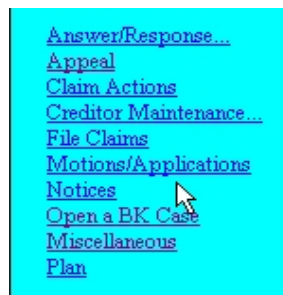 Answer/Response...
Appeal
Claim Actions
Creditor Maintenance...
File Claims
Motions/Applications
Notices
Open a BK Case
Miscellaneous
Plan